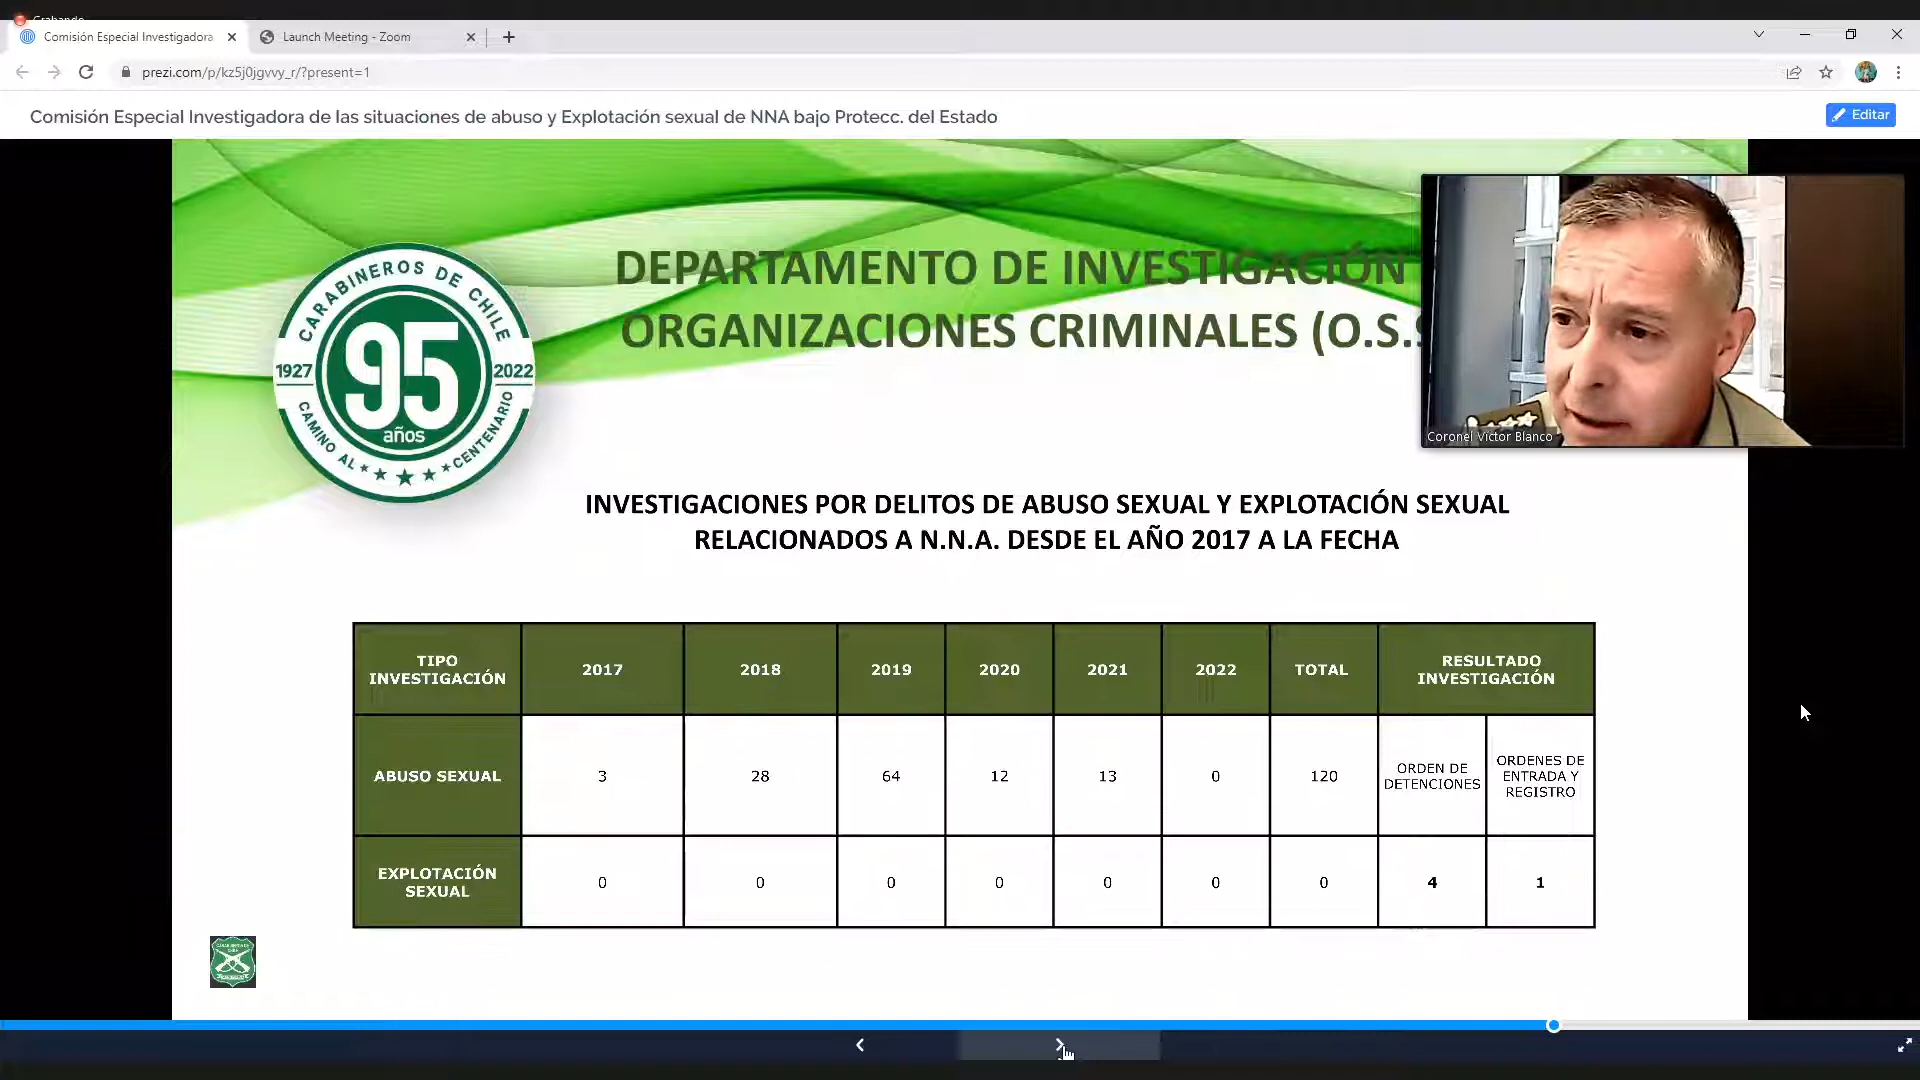 Grabando
Comisión Especial Investigadora
Launch Meeting - Zoom
prezi.com/p/kz5j0jgvvy_r/?present=1
Comisión Especial Investigadora de las situaciones de abuso y Explotación sexual de NNA bajo Protecc. del Estado
Editar
DEPARTAMENTO DE INVESTIGACIÓN
ORGANIZACIONES CRIMINALES (O.S.9
CARABINEROS DE CHILE
1927
95
2022
años
CAMINO AL CENTENARIO
Coronel Víctor Blanco
INVESTIGACIONES POR DELITOS DE ABUSO SEXUAL Y EXPLOTACIÓN SEXUAL
RELACIONADOS A N.N.A. DESDE EL AÑO 2017 A LA FECHA
TIPO
INVESTIGACIÓN
2017
2018
2019
2020
2021
2022
TOTAL
RESULTADO
INVESTIGACIÓN
ABUSO SEXUAL
3
28
64
12
13
0
120
ORDEN DE
DETENCIONES
ORDENES DE
ENTRADA Y
REGISTRO
EXPLOTACIÓN
SEXUAL
0
0
0
0
0
0
0
4
1